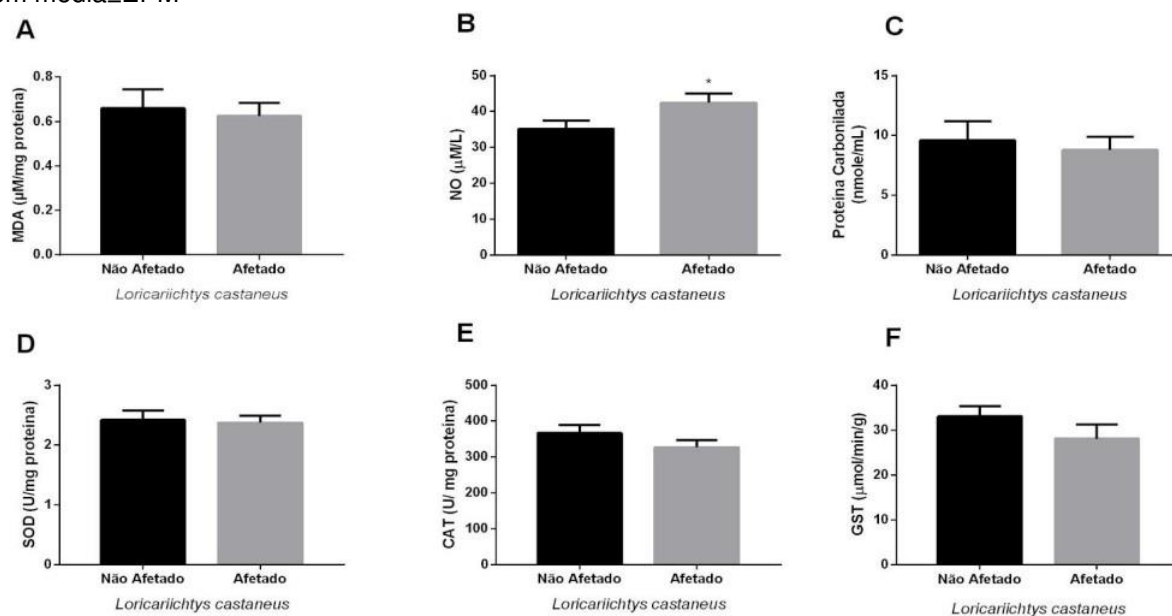 A
MDA (µM/mg proteína)
0.8
0.6
0.4
0.2
0.0
Não Afetado Afetado
Loricariichtys castaneus
B
NO (µM/L)
50
40
30
20
10
0
*
Não Afetado Afetado
Loricariichtys castaneus
C
Proteína Carbonilada
(nmole/mL)
15
10
5
0
Não Afetado Afetado
Loricariichtys castaneus
D
SOD (U/mg proteína)
3
2
1
0
Não Afetado Afetado
Loricariichtys castaneus
E
CAT (U/ mg proteína)
500
400
300
200
100
0
Não Afetado Afetado
Loricariichtys castaneus
F
GST (µmol/min/g)
40
30
20
10
0
Não Afetado Afetado
Loricariichtys castaneus